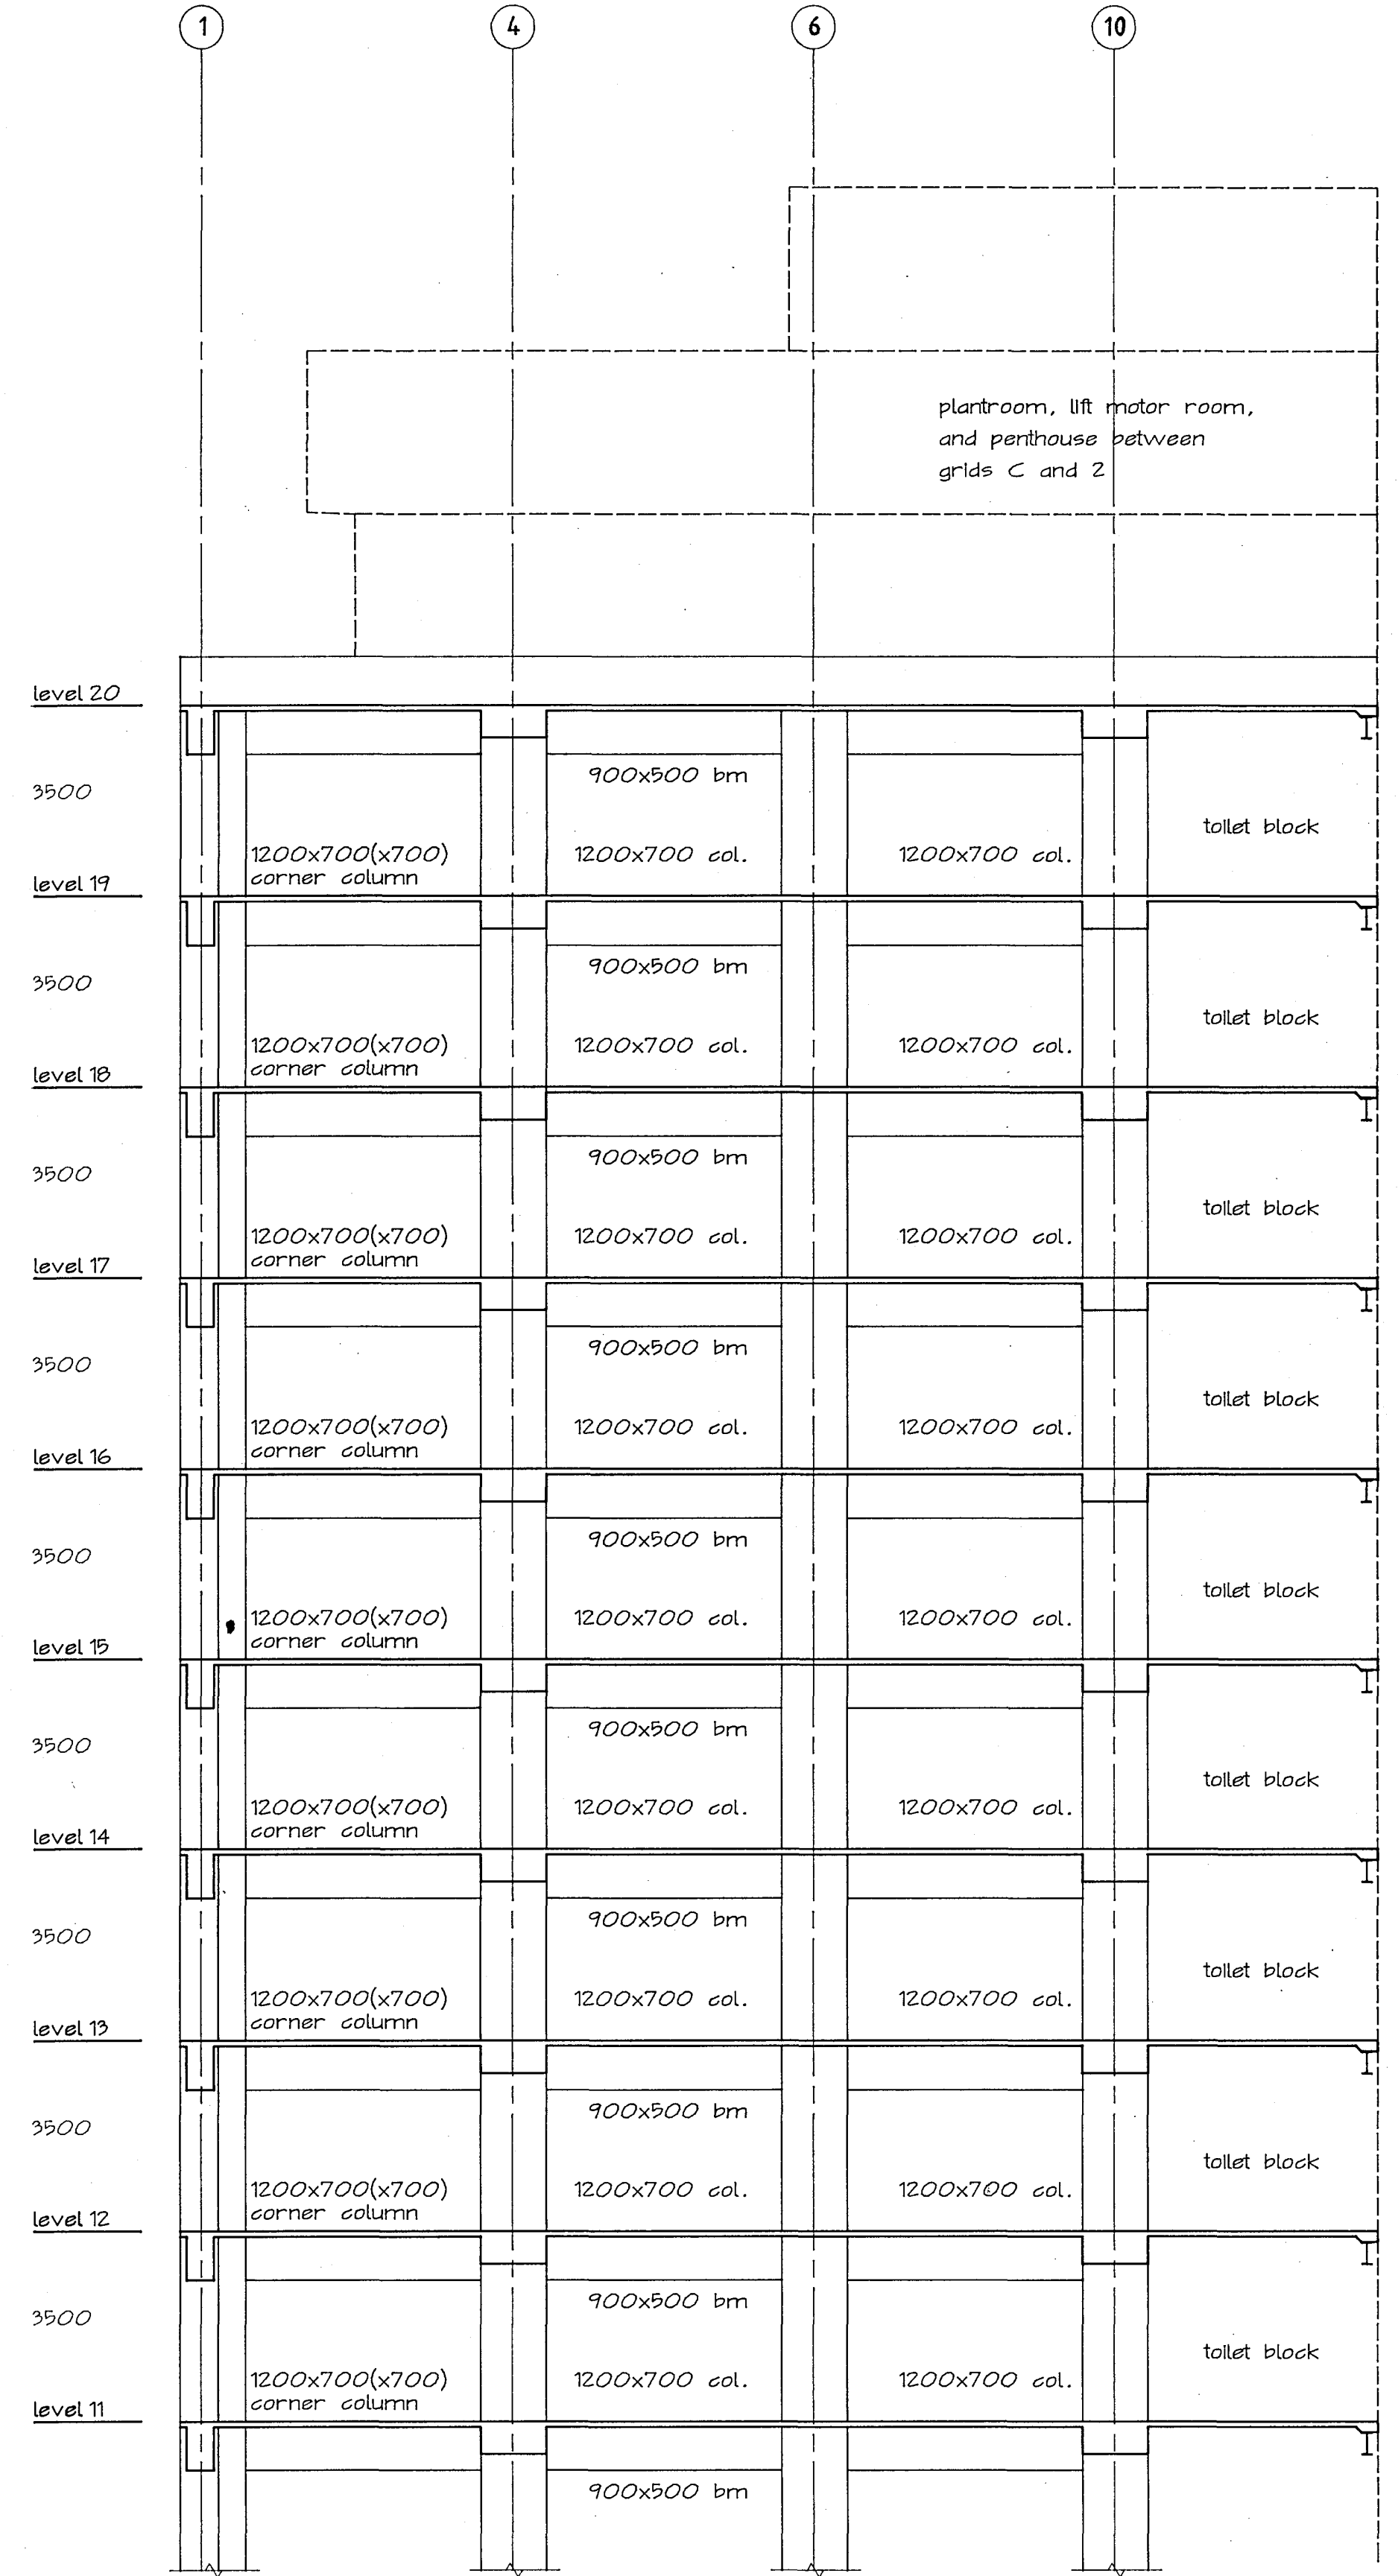 1 4 6 10
plantroom, lift motor room,
and penthouse between
grids C and 2
level 20
900x500 bm
3500
toilet block
1200x700(x700) 1200x700 col. 1200x700 col.
corner column
level 19
900x500 bm
3500
toilet block
1200x700(x700) 1200x700 col. 1200x700 col.
corner column
level 18
900x500 bm
3500
toilet block
1200x700(x700) 1200x700 col. 1200x700 col.
corner column
level 17
900x500 bm
3500
toilet block
1200x700(x700) 1200x700 col. 1200x700 col.
corner column
level 16
900x500 bm
3500
toilet block
1200x700(x700) 1200x700 col. 1200x700 col.
corner column
level 15
900x500 bm
3500
toilet block
1200x700(x700) 1200x700 col. 1200x700 col.
corner column
level 14
900x500 bm
3500
toilet block
1200x700(x700) 1200x700 col. 1200x700 col.
corner column
level 13
900x500 bm
3500
toilet block
1200x700(x700) 1200x700 col. 1200x700 col.
corner column
level 12
900x500 bm
3500
toilet block
1200x700(x700) 1200x700 col. 1200x700 col.
corner column
level 11
900x500 bm